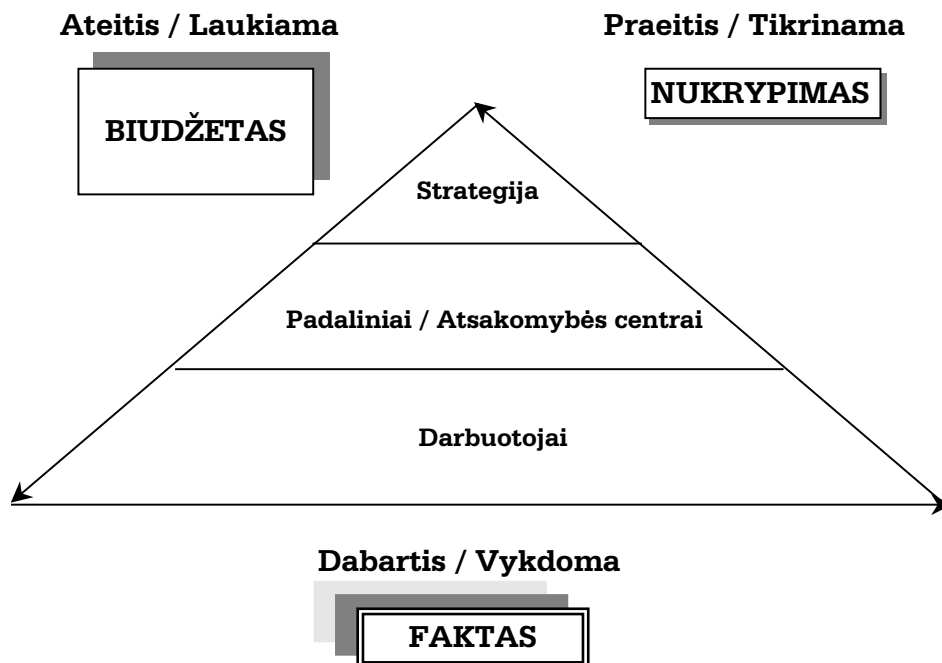 Ateitis / Laukiama
Praeitis / Tikrinama
BIUDŽETAS
NUKRYPIMAS
Strategija
Padaliniai / Atsakomybės centrai
Darbuotojai
Dabartis / Vykdoma
FAKTAS